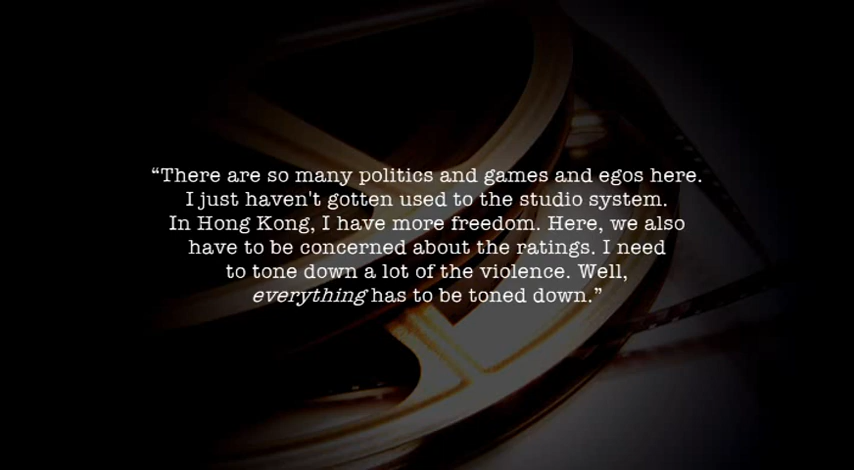 “There are so many politics and games and egos here.
I just haven't gotten used to the studio system.
In Hong Kong, I have more freedom. Here, we also
have to be concerned about the ratings. I need
to tone down a lot of the violence. Well,
everything has to be toned down.”